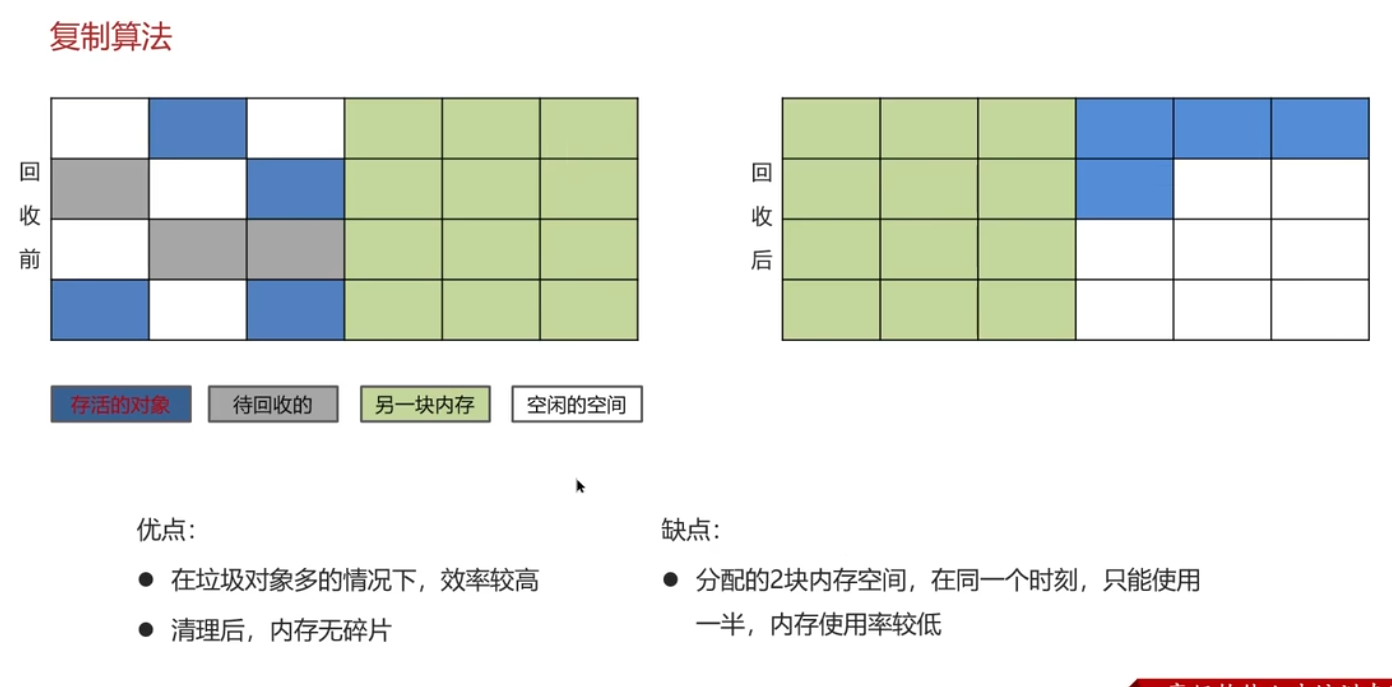 复制算法
回收前
回收后
存活的对象 待回收的 另一块内存 空闲的空间
优点：
● 在垃圾对象多的情况下，效率较高
● 清理后，内存无碎片
缺点：
● 分配的2块内存空间，在同一个时刻，只能使用
一半，内存使用率较低